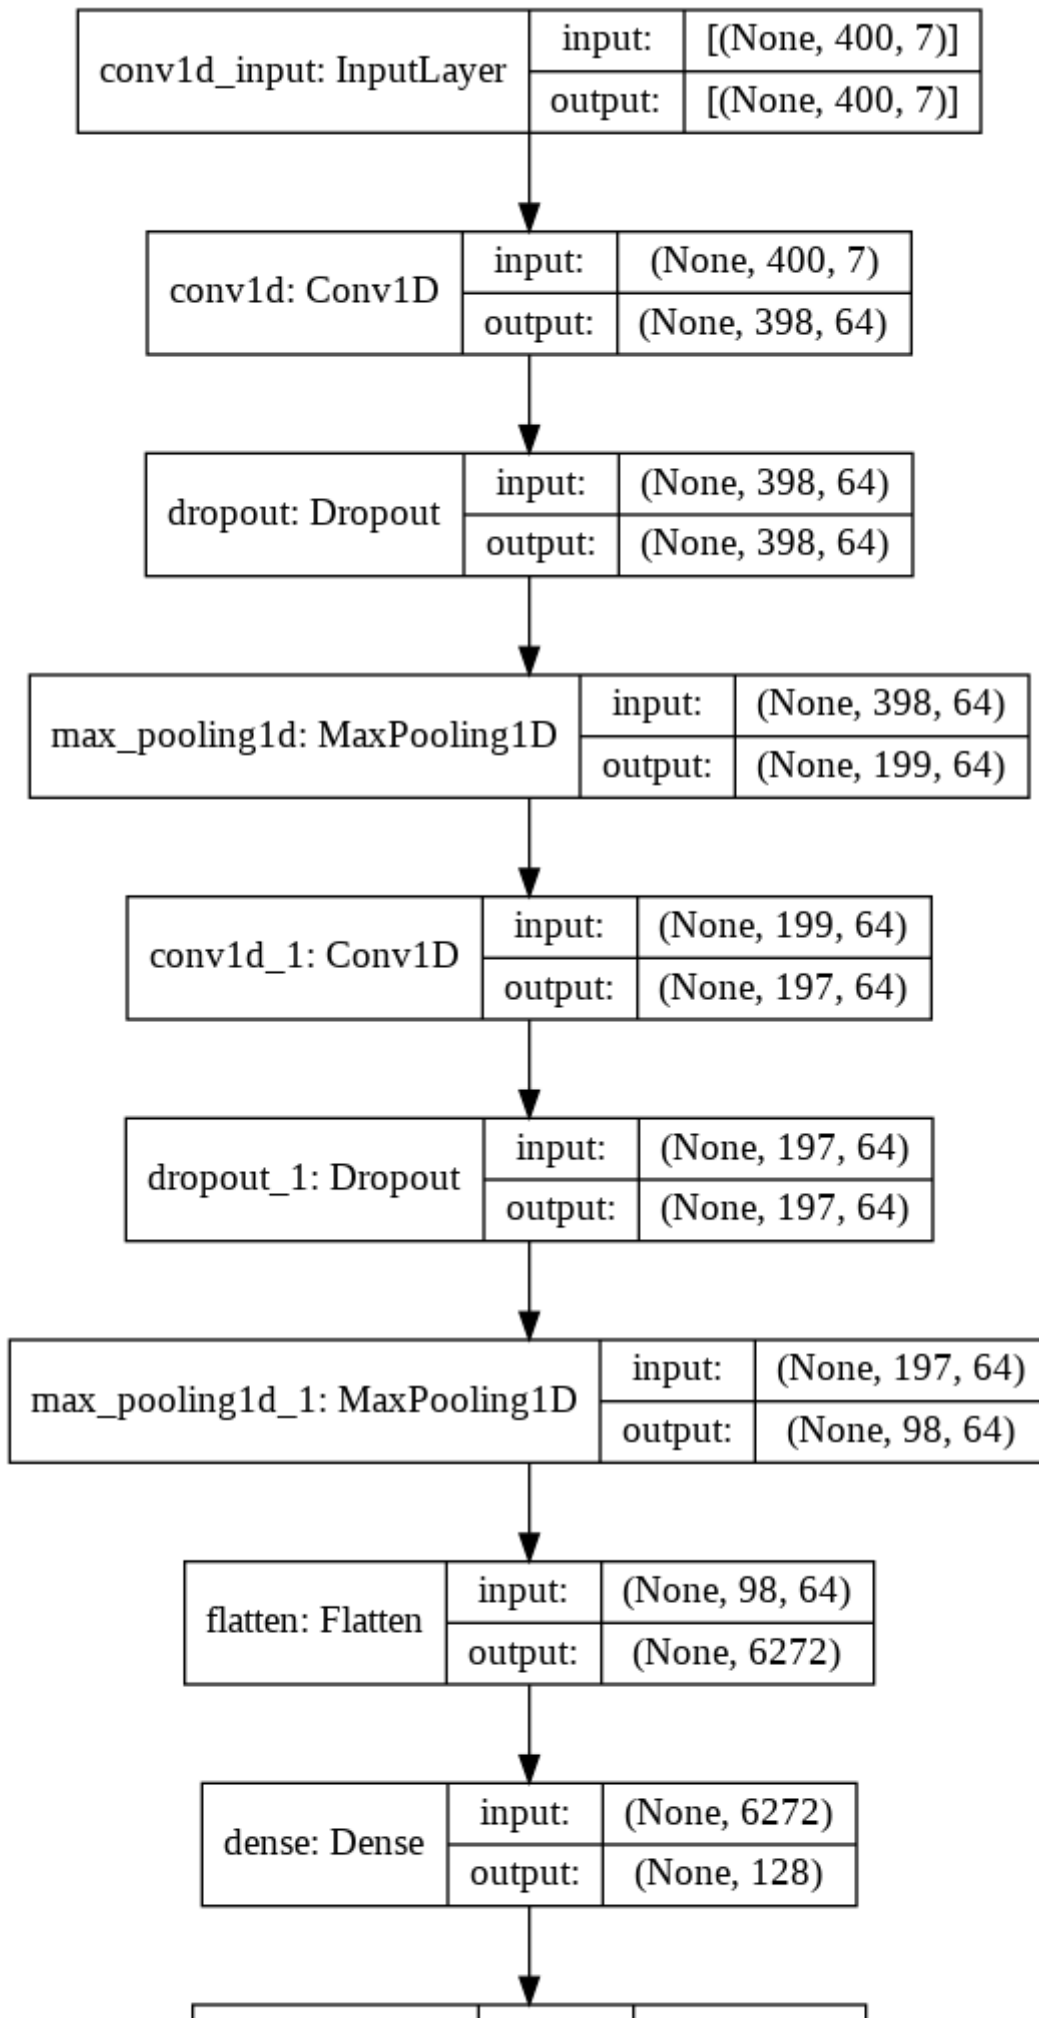 conv1d_input: InputLayer
input:
[(None, 400, 7)]
output:
[(None, 400, 7)]
conv1d: Conv1D
input:
(None, 400, 7)
output:
(None, 398, 64)
dropout: Dropout
input:
(None, 398, 64)
output:
(None, 398, 64)
max_pooling1d: MaxPooling1D
input:
(None, 398, 64)
output:
(None, 199, 64)
conv1d_1: Conv1D
input:
(None, 199, 64)
output:
(None, 197, 64)
dropout_1: Dropout
input:
(None, 197, 64)
output:
(None, 197, 64)
max_pooling1d_1: MaxPooling1D
input:
(None, 197, 64)
output:
(None, 98, 64)
flatten: Flatten
input:
(None, 98, 64)
output:
(None, 6272)
dense: Dense
input:
(None, 6272)
output:
(None, 128)